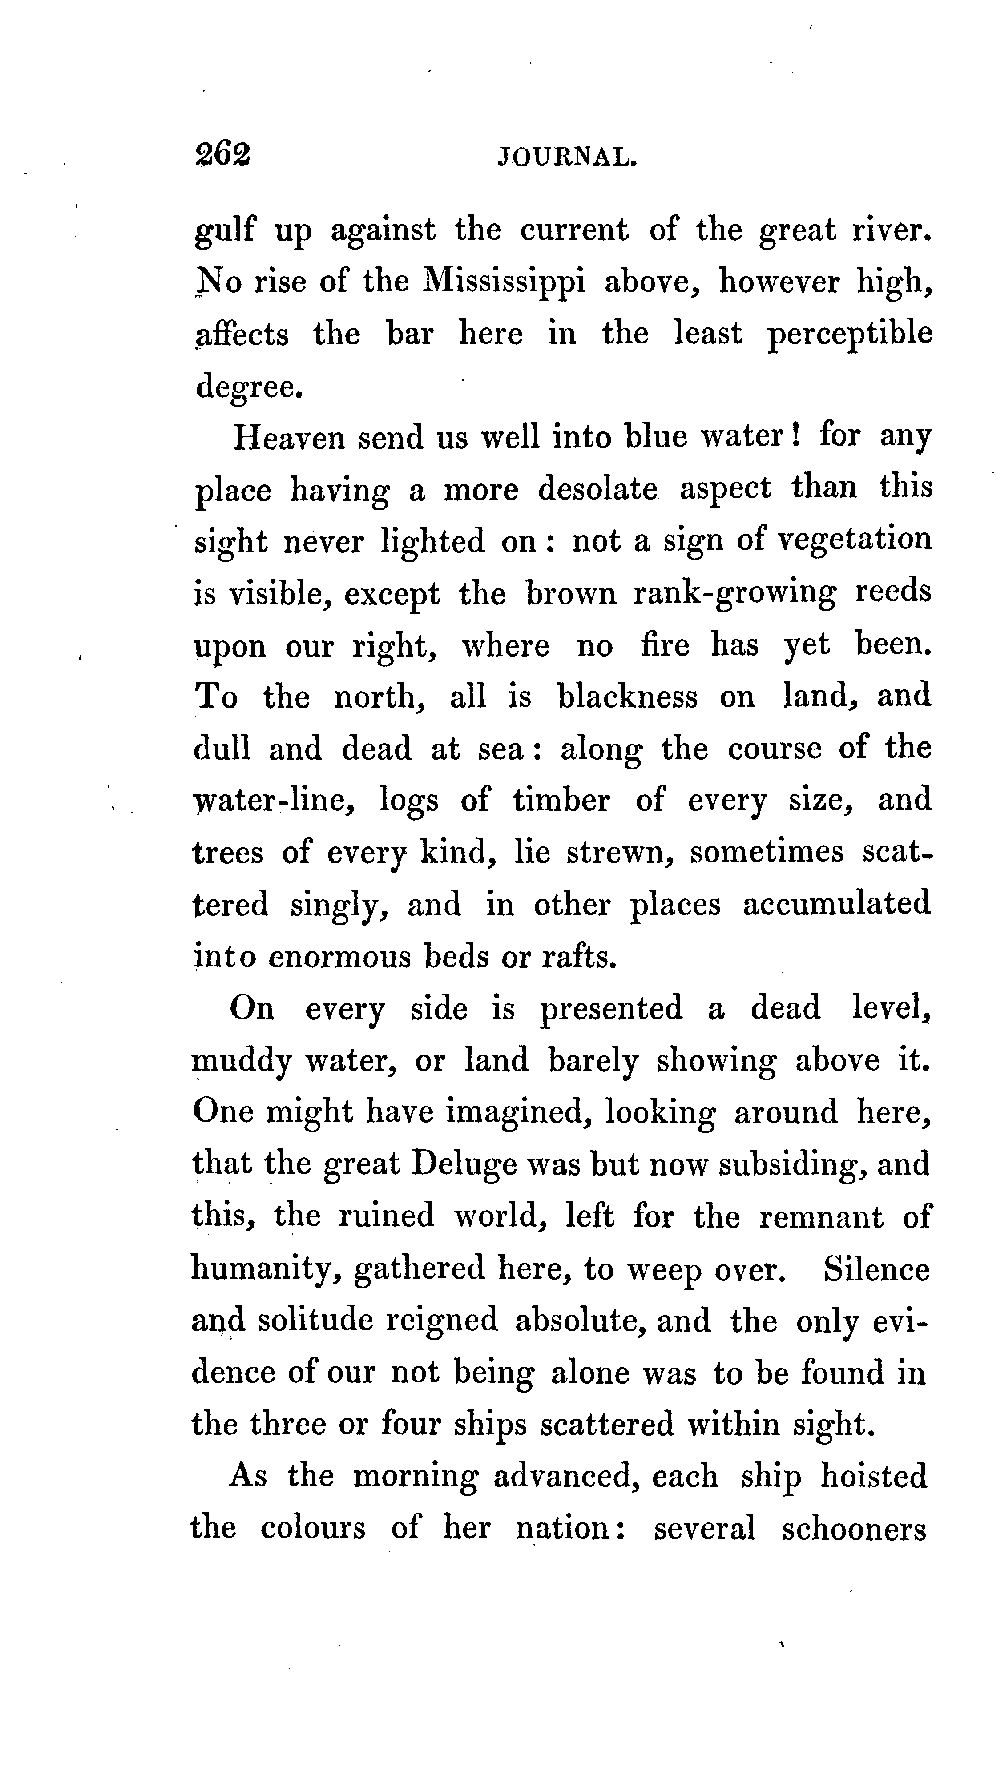 262 JOURNAL.
gulf up against the current of the great river.
No rise of the Mississippi above, however high,
affects the bar here in the least perceptible
degree.
Heaven send us well into blue water! for any
place having a more desolate aspect than this
sight never lighted on: not a sign of vegetation
is visible, except the brown rank-growing reeds
upon our right, where no fire has yet been.
To the north, all is blackness on land, and
dull and dead at sea: along the course of the
water-line, logs of timber of every size, and
trees of every kind, lie strewn, sometimes scat-
tered singly, and in other places accumulated
into enormous beds or rafts.
On every side is presented a dead level,
muddy water, or land barely showing above it.
One might have imagined, looking around here,
that the great Deluge was but now subsiding, and
this, the ruined world, left for the remnant of
humanity, gathered here, to weep over. Silence
and solitude reigned absolute, and the only evi-
dence of our not being alone was to be found in
the three or four ships scattered within sight.
As the morning advanced, each ship hoisted
the colours of her nation: several schooners